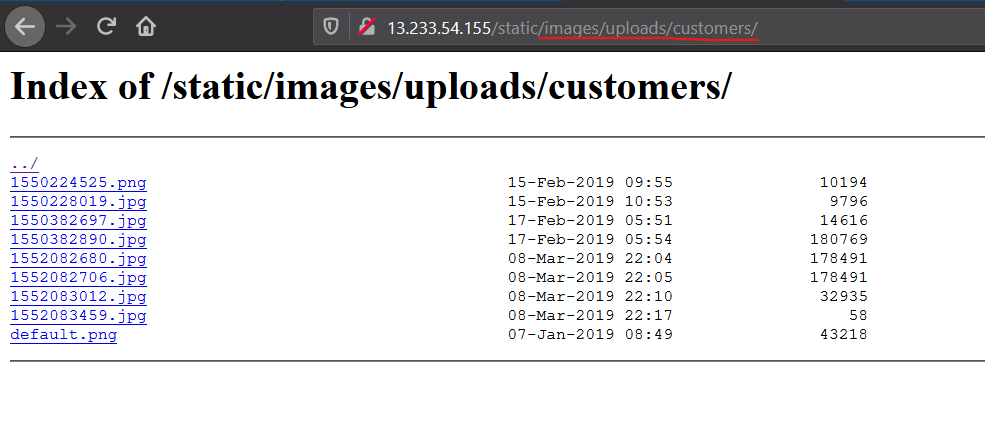 13.233.54.155/static/images/uploads/customers/
Index of /static/images/uploads/customers/
../
1550224525.png 15-Feb-2019 09:55 10194
1550228019.jpg 15-Feb-2019 10:53 9796
1550382697.jpg 17-Feb-2019 05:51 14616
1550382890.jpg 17-Feb-2019 05:54 180769
1552082680.jpg 08-Mar-2019 22:04 178491
1552082706.jpg 08-Mar-2019 22:05 178491
1552083012.jpg 08-Mar-2019 22:10 32935
1552083459.jpg 08-Mar-2019 22:17 58
default.png 07-Jan-2019 08:49 43218